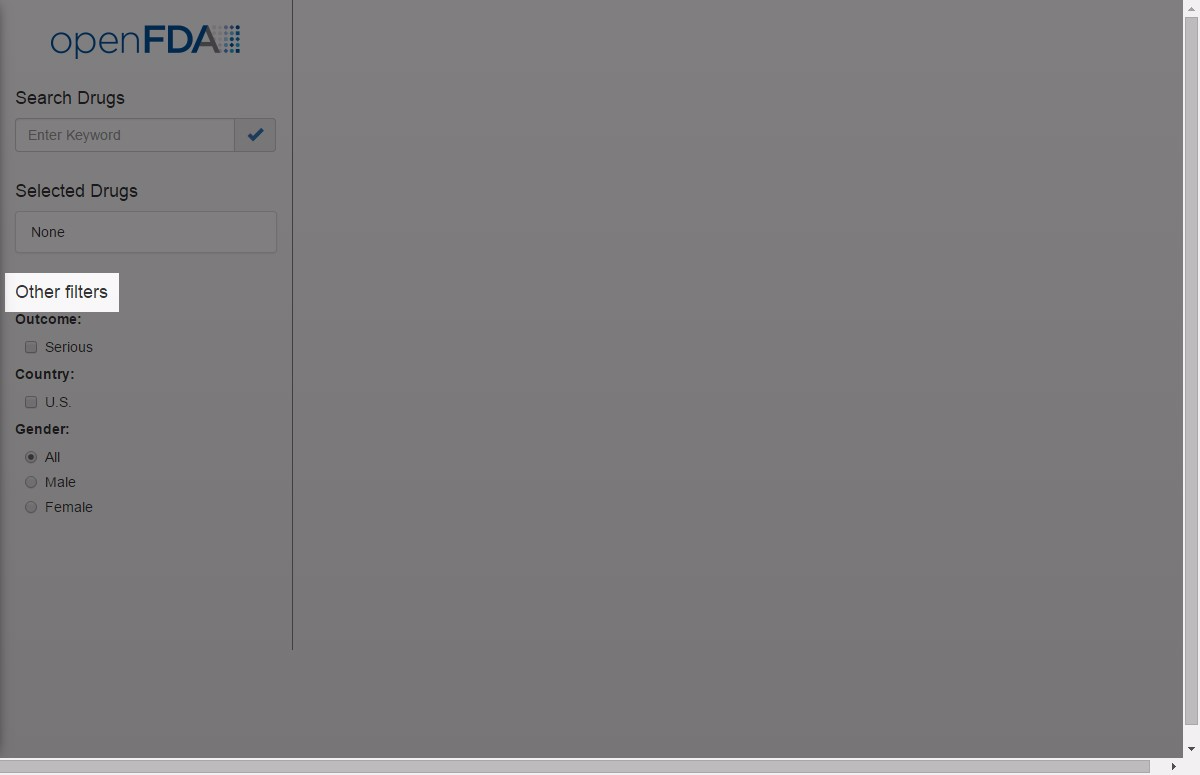 openFDA
Search Drugs
Enter Keyword
Selected Drugs
None
Other filters
Outcome:
Serious
Country:
U.S.
Gender:
All
Male
Female